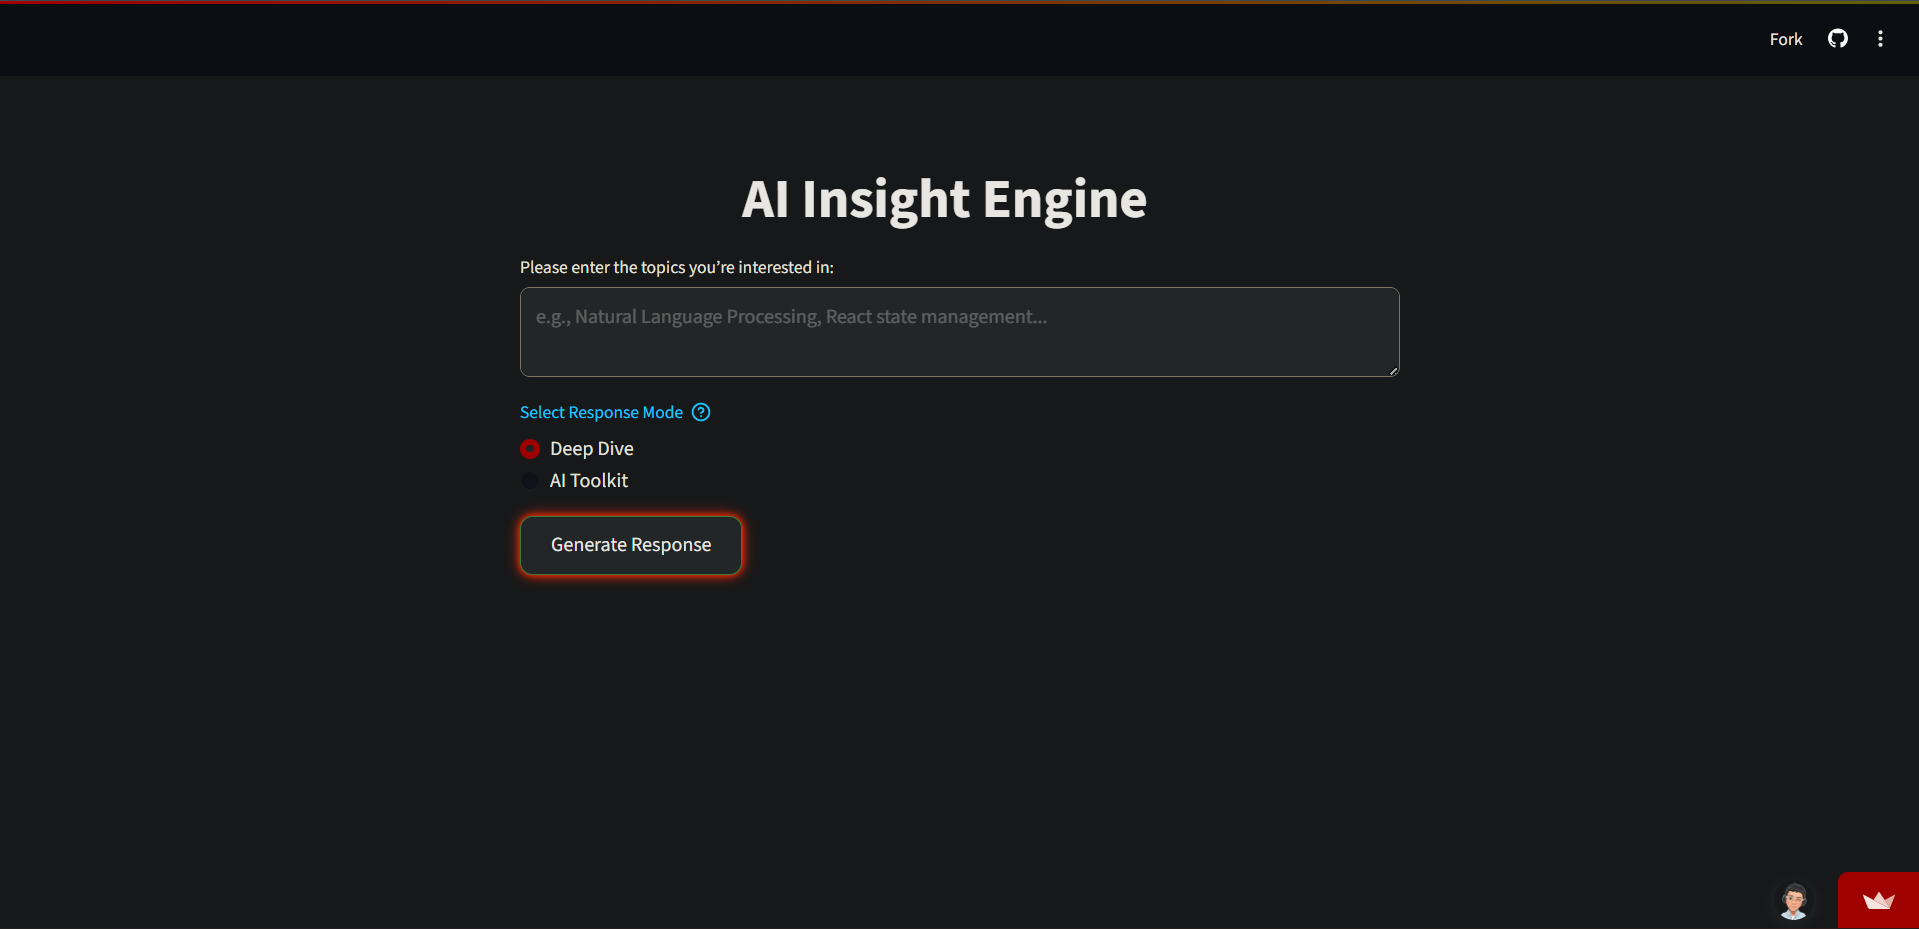 Fork
AI Insight Engine
Please enter the topics you’re interested in:
e.g., Natural Language Processing, React state management...
Select Response Mode
Deep Dive
AI Toolkit
Generate Response